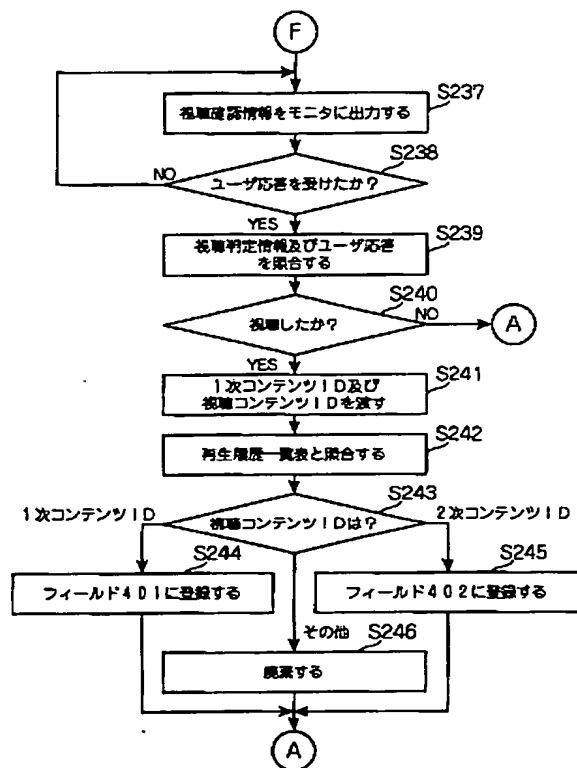 F
S237
視聴確認情報をモニタに出力する
S238
NO
ユーザ応答を受けたか?
YES
S239
視聴判定情報及びユーザ応答
を照合する
S240
視聴したか?
NO
A
YES
S241
1次コンテンツID及び
視聴コンテンツIDを渡す
S242
再生履歴一覧表と照合する
S243
1次コンテンツID
視聴コンテンツIDは?
2次コンテンツID
S244
S245
フィールド401に登録する
フィールド402に登録する
その他
S246
廃棄する
A